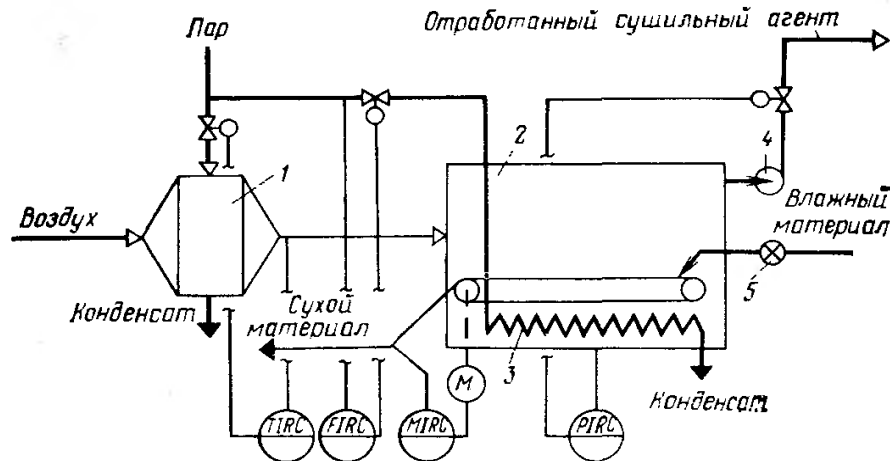 Пар
Отработанный сушильный агент
1
2
4
Воздух
Влажный
материал
5
Конденсат
Сухой
материал
3
М
Конденсат
TIRC
FIRC
MIRC
PIRC